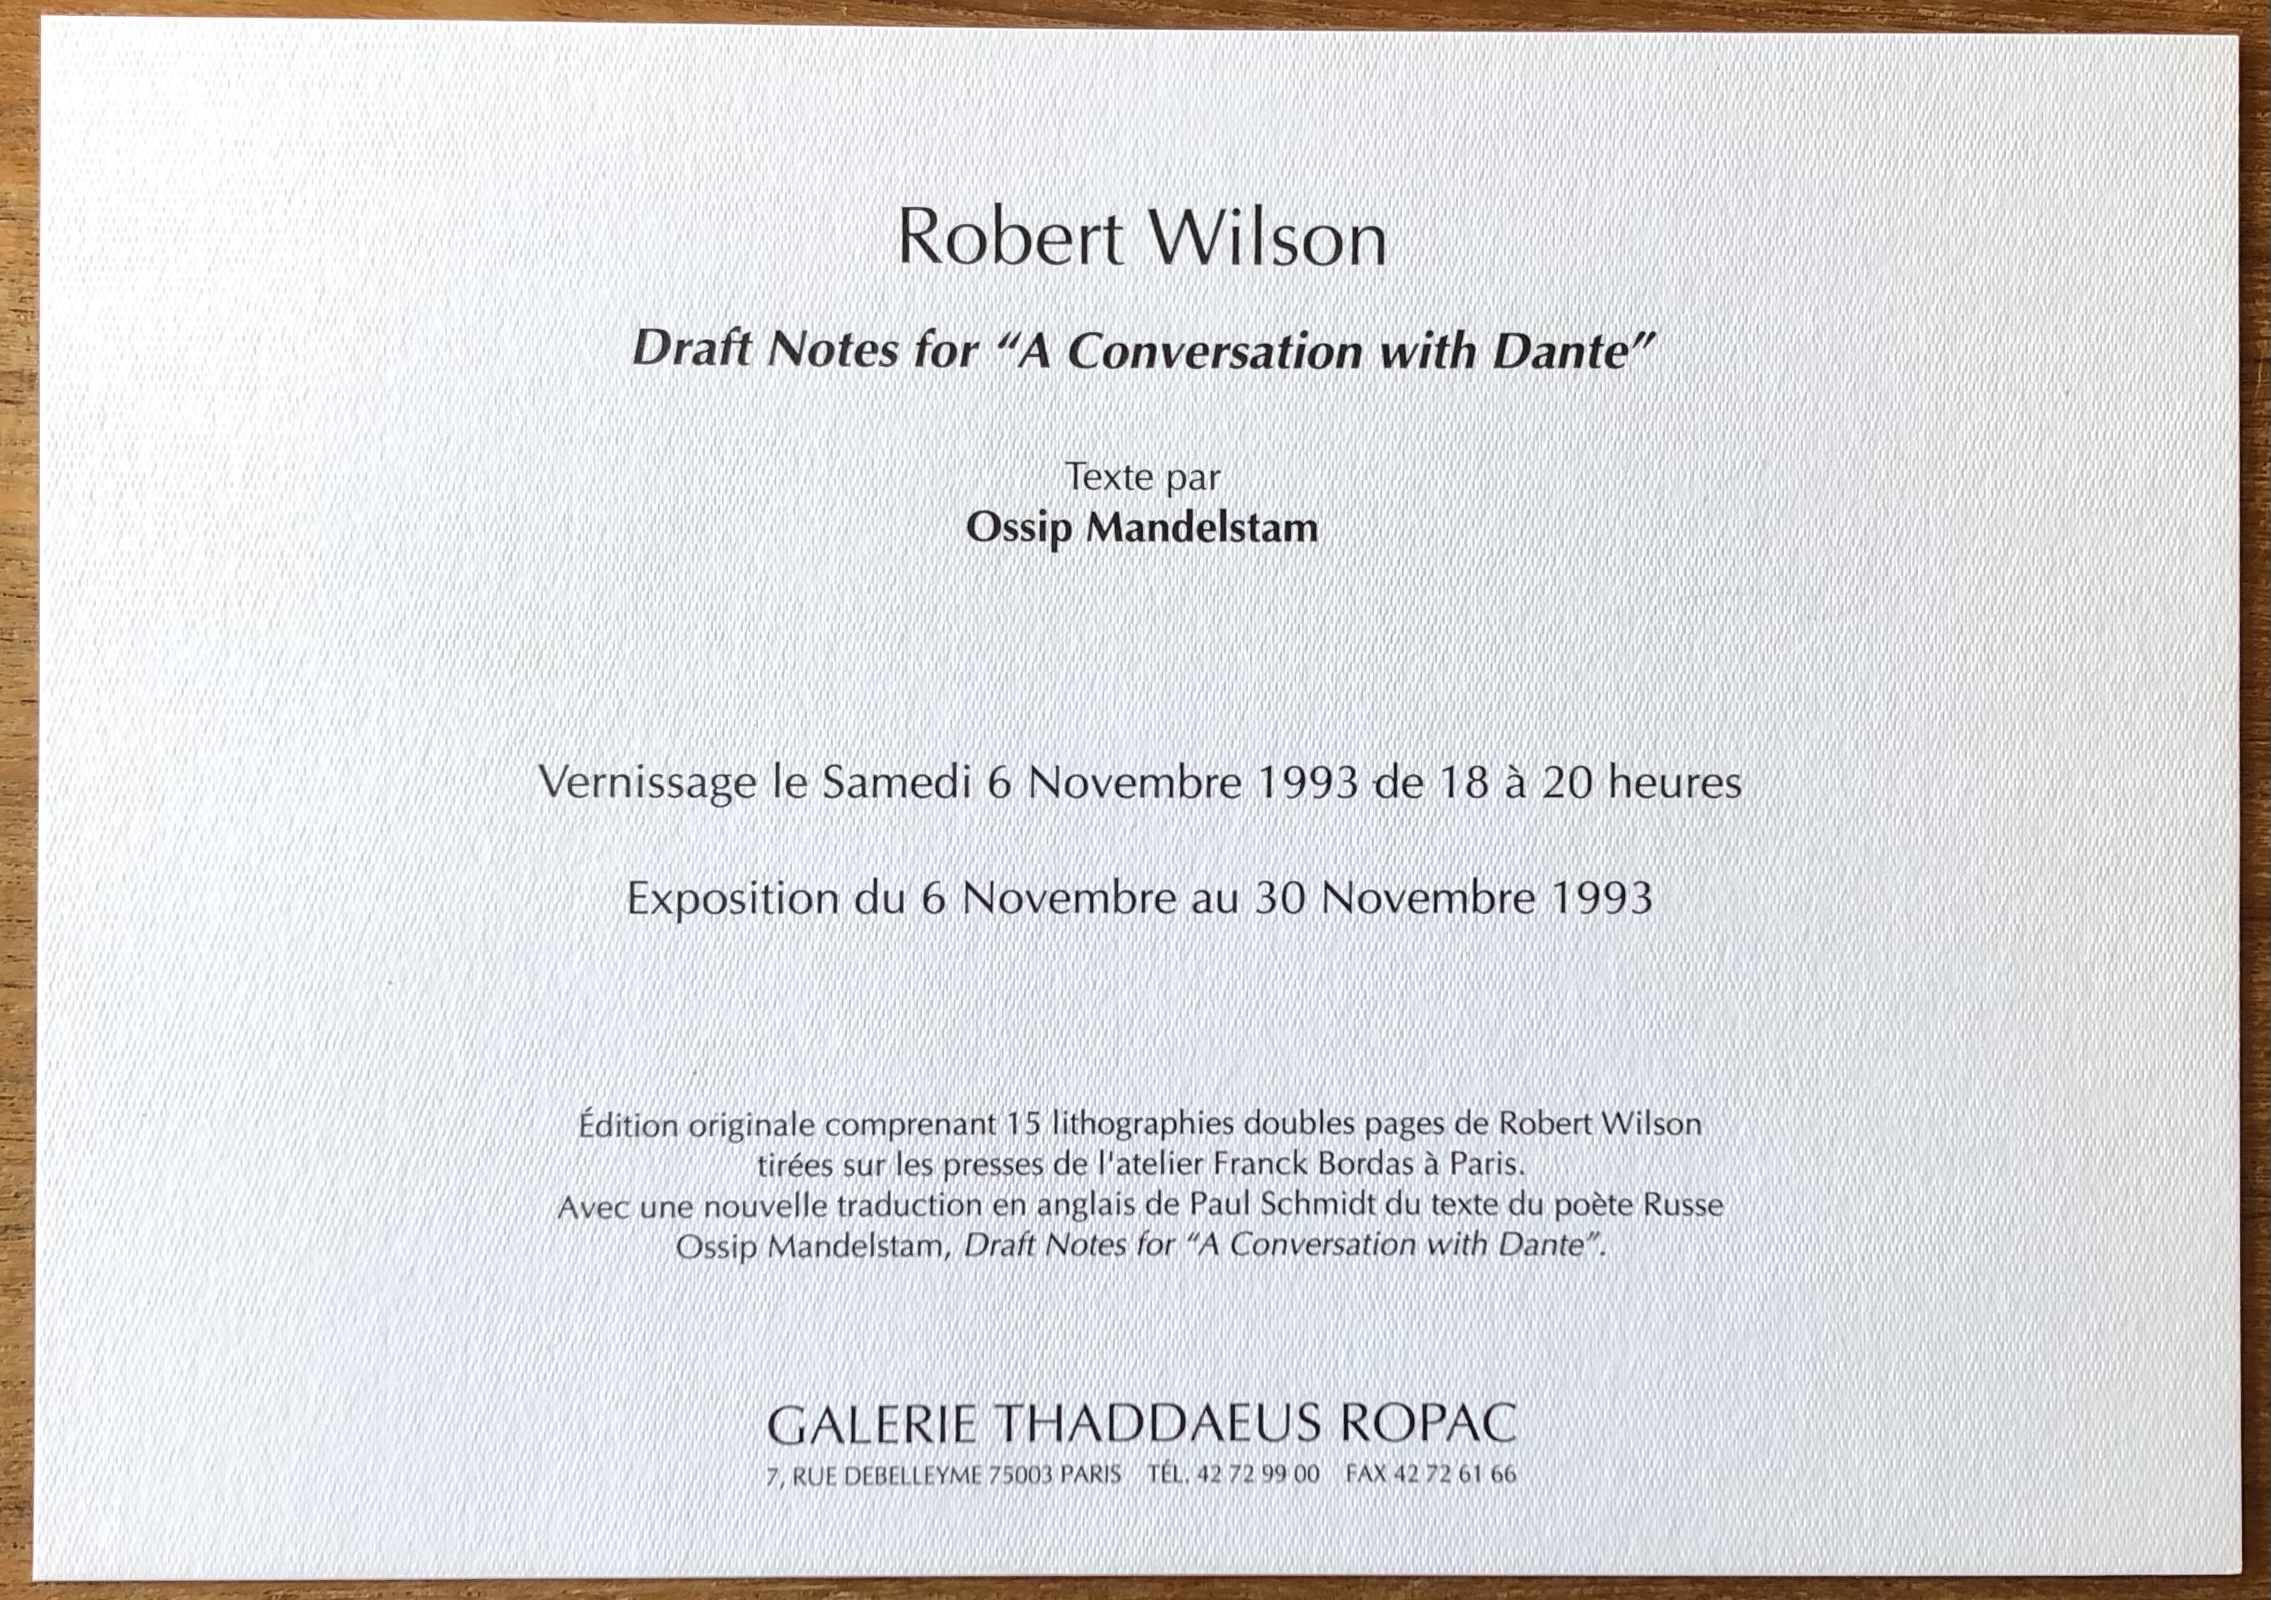 Robert Wilson
Draft Notes for “A Conversation with Dante”
Texte par
Ossip Mandelstam
Vernissage le Samedi 6 Novembre 1993 de 18 à 20 heures
Exposition du 6 Novembre au 30 Novembre 1993
Édition originale comprenant 15 lithographies doubles pages de Robert Wilson
tirées sur les presses de l'atelier Franck Bordas à Paris.
Avec une nouvelle traduction en anglais de Paul Schmidt du texte du poète Russe
Ossip Mandelstam, Draft Notes for “A Conversation with Dante”.
GALERIE THADDAEUS ROPAC
7, RUE DEBELLEYME 75003 PARIS TÉL. 42 72 99 00 FAX 42 72 61 66